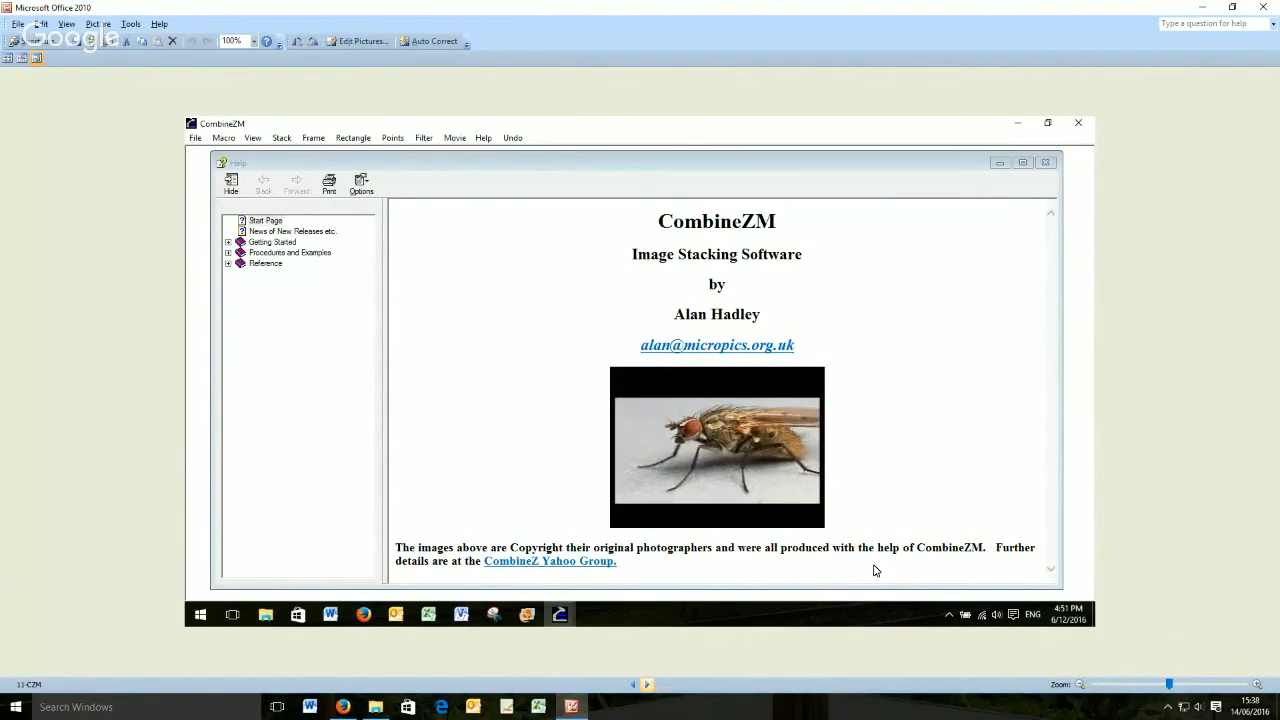 Microsoft Office 2010
File Edit View Picture Tools Help
Type a question for help
Google
100%
Edit Pictures...
Auto Correct
CombineZM
File Macro View Stack Frame Rectangle Points Filter Movie Help Undo
Help
Hide Back Forward Print Options
Start Page
News of New Releases etc.
Getting Started
Procedures and Examples
Reference
CombineZM
Image Stacking Software
by
Alan Hadley
alan@micropics.org.uk
The images above are Copyright their original photographers and were all produced with the help of CombineZM. Further
details are at the CombineZ Yahoo Group.
ENG
4:51 PM
6/12/2016
11-CZM
Zoom:
Search Windows
15:38
14/06/2016